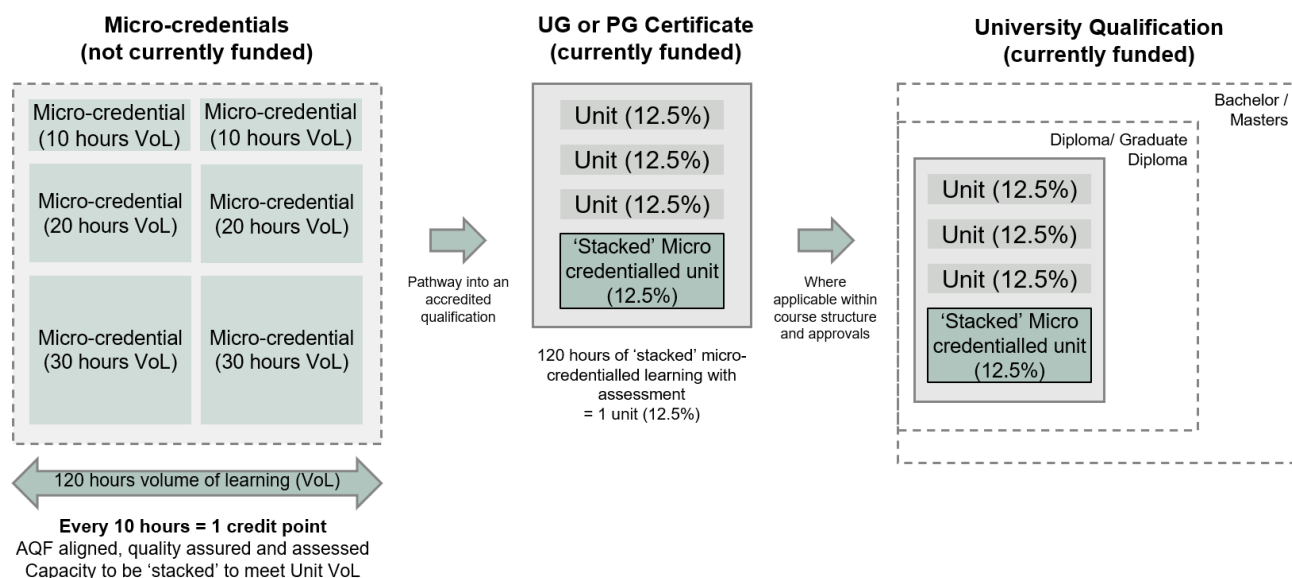 Micro-credentials
(not currently funded)
Micro-credential
(10 hours VoL)
Micro-credential
(10 hours VoL)
Micro-credential
(20 hours VoL)
Micro-credential
(20 hours VoL)
Micro-credential
(30 hours VoL)
Micro-credential
(30 hours VoL)
120 hours volume of learning (VoL)
Every 10 hours = 1 credit point
AQF aligned, quality assured and assessed
Capacity to be ‘stacked’ to meet Unit VoL
Pathway into an
accredited
qualification
UG or PG Certificate
(currently funded)
Unit (12.5%)
Unit (12.5%)
Unit (12.5%)
‘Stacked’ Micro
credentialled unit
(12.5%)
120 hours of ‘stacked’ micro-
credentialled learning with
assessment
= 1 unit (12.5%)
Where
applicable within
course structure
and approvals
University Qualification
(currently funded)
Bachelor /
Masters
Diploma/ Graduate
Diploma
Unit (12.5%)
Unit (12.5%)
Unit (12.5%)
‘Stacked’ Micro
credentialled unit
(12.5%)